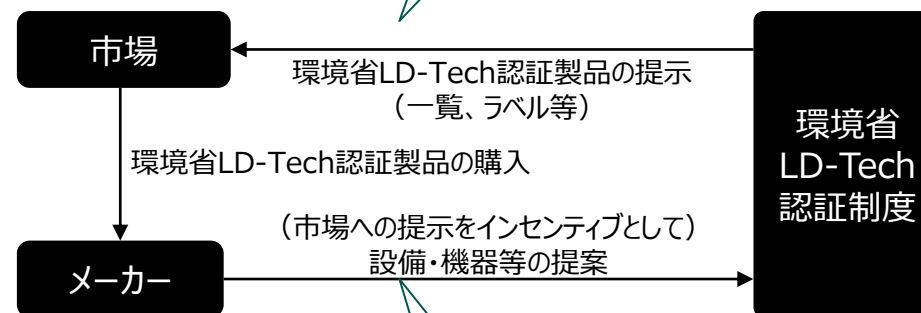 市場
環境省LD-Tech認証製品の提示
（一覧、ラベル等）
環境省
LD-Tech
認証制度
環境省LD-Tech認証製品の購入
（市場への提示をインセンティブとして）
設備・機器等の提案
メーカー